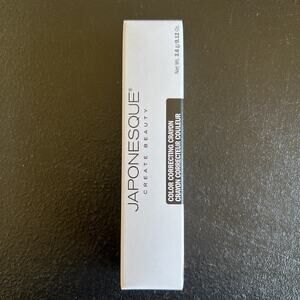 JAPONESQUE®
CREATE BEAUTY
COLOR CORRECTING CRAYON
CRAYON CORRECTEUR COULEUR
Net Wt. 3.4 g/0.12 Oz.